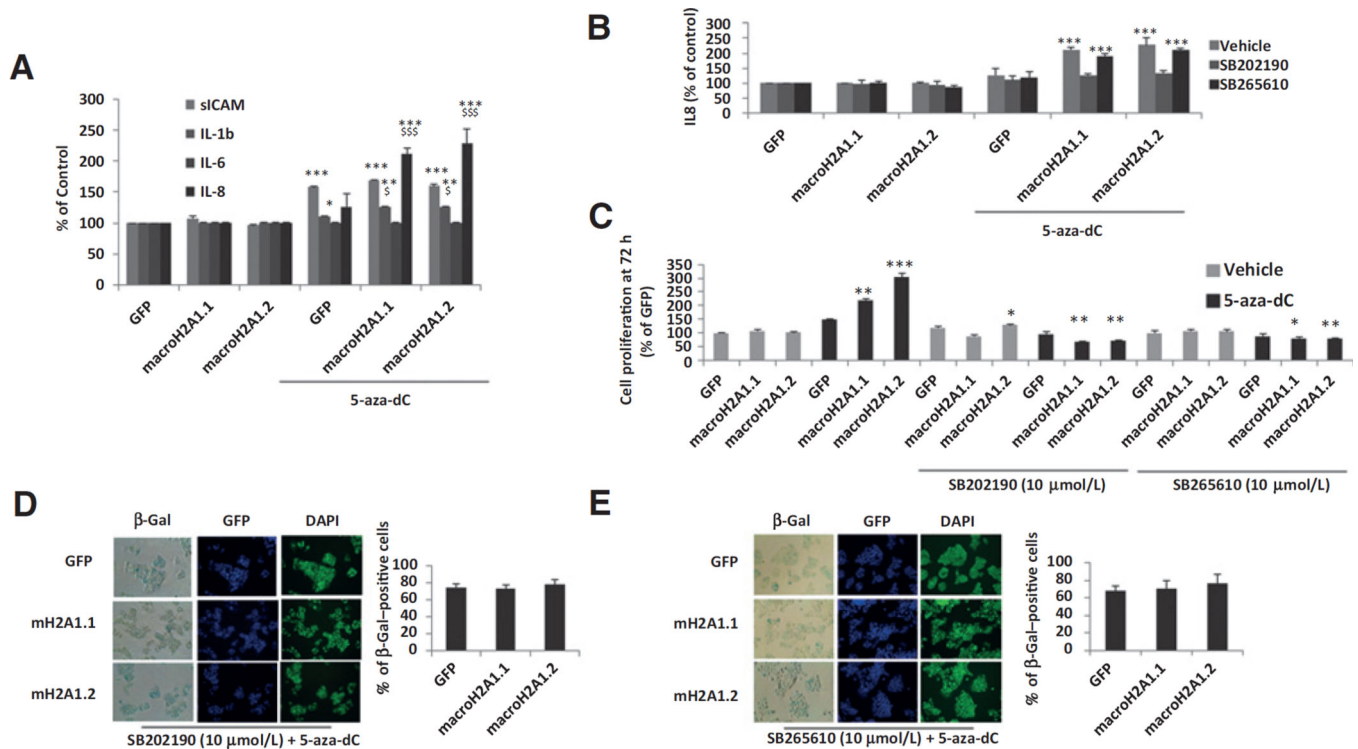 A
% of Control
300
250
200
150
100
50
0
sICAM
IL-1b
IL-6
IL-8
***
*
***
**
$
***
$$$
***
**
$
***
$$$
GFP
macroH2A1.1
macroH2A1.2
GFP
macroH2A1.1
macroH2A1.2
5-aza-dC
B
IL8 (% of control)
300
250
200
150
100
50
0
***
***
***
***
Vehicle
SB202190
SB265610
GFP
macroH2A1.1
macroH2A1.2
GFP
macroH2A1.1
macroH2A1.2
5-aza-dC
C
Cell proliferation at 72 h
(% of GFP)
350
300
250
200
150
100
50
0
**
***
*
**
**
*
**
Vehicle
5-aza-dC
GFP
macroH2A1.1
macroH2A1.2
GFP
macroH2A1.1
macroH2A1.2
GFP
macroH2A1.1
macroH2A1.2
GFP
macroH2A1.1
macroH2A1.2
GFP
macroH2A1.1
macroH2A1.2
GFP
macroH2A1.1
macroH2A1.2
SB202190 (10 μmol/L)
SB265610 (10 μmol/L)
D
β-Gal GFP DAPI
GFP
mH2A1.1
mH2A1.2
SB202190 (10 μmol/L) + 5-aza-dC
% of β-Gal–positive cells
100
80
60
40
20
0
GFP
macroH2A1.1
macroH2A1.2
E
β-Gal GFP DAPI
GFP
mH2A1.1
mH2A1.2
SB265610 (10 μmol/L) + 5-aza-dC
% of β-Gal–positive cells
100
80
60
40
20
0
GFP
macroH2A1.1
macroH2A1.2